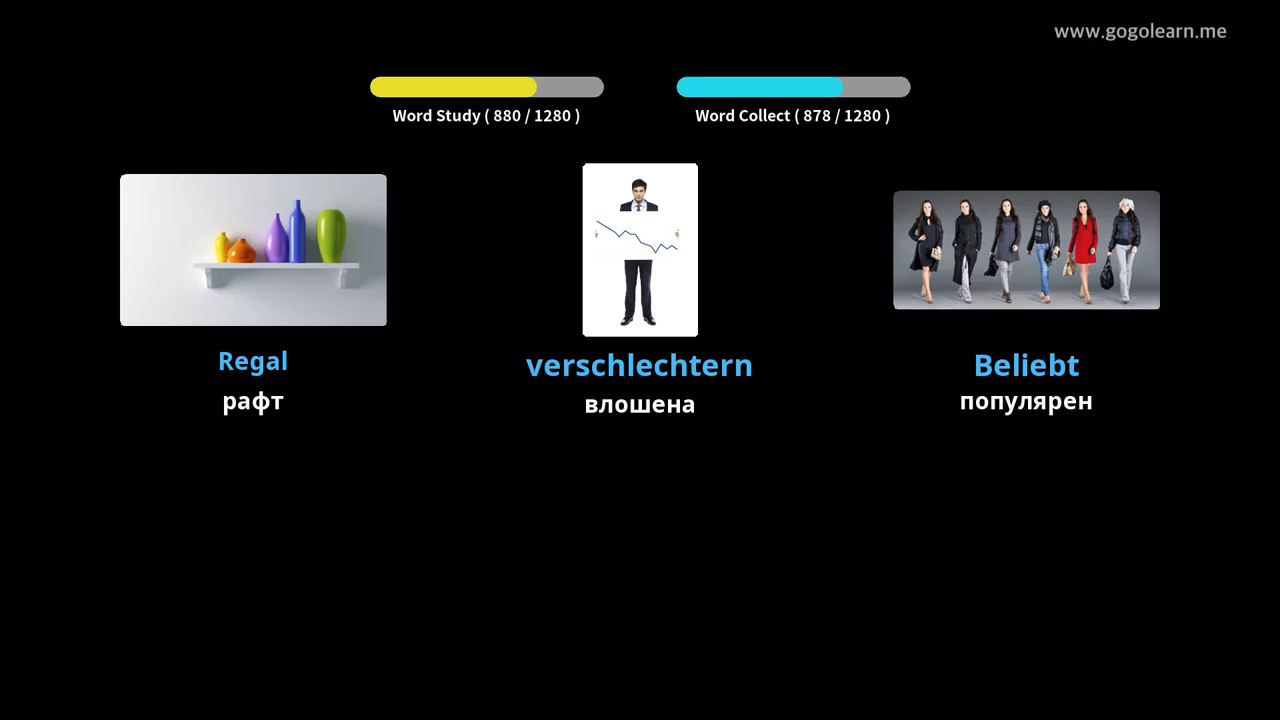 www.gogolearn.me
Word Study ( 880 / 1280 )
Word Collect ( 878 / 1280 )
Regal
рафт
verschlechtern
влошена
Beliebt
популярен